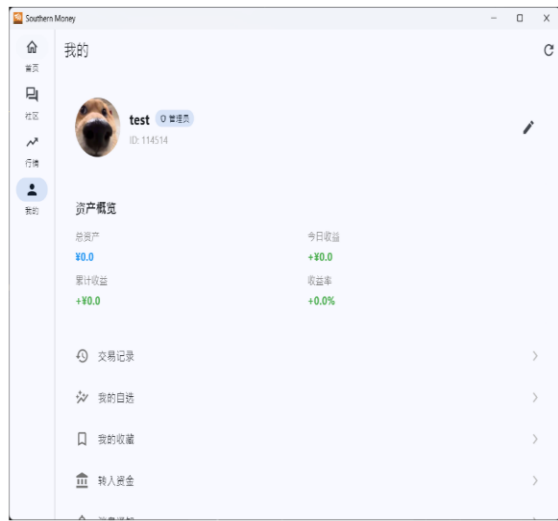 Southern Money
我的
首页
社区
行情
我的
test 管理员
ID: 114514
资产概览
总资产 今日收益
¥0.0 +¥0.0
累计收益 收益率
+¥0.0 +0.0%
交易记录
我的自选
我的收藏
转入资金